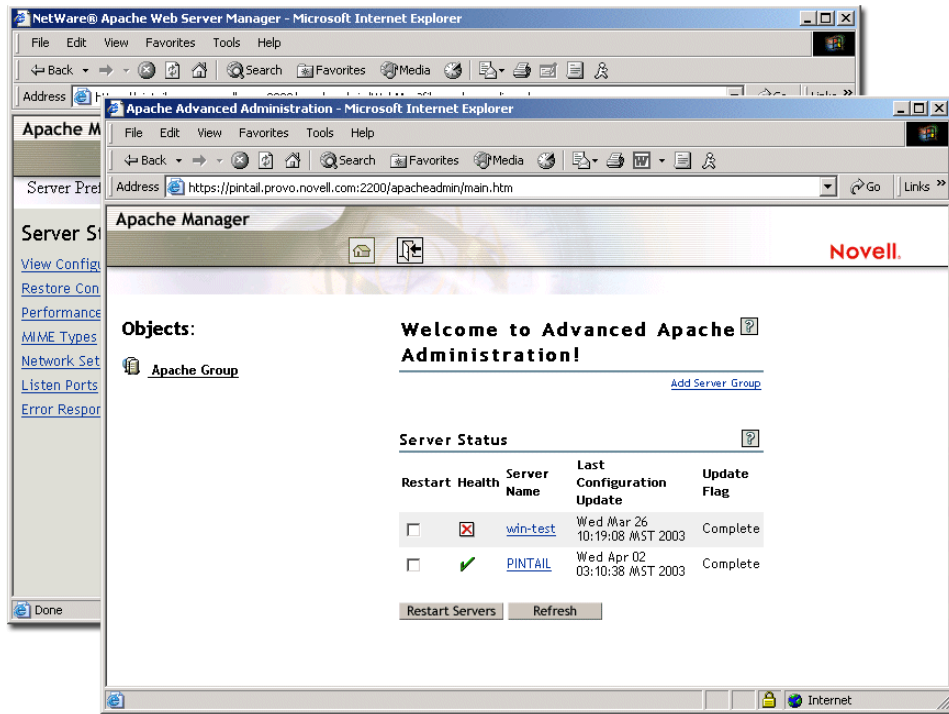 NetWare® Apache Web Server Manager - Microsoft Internet Explorer
File Edit View Favorites Tools Help
Back Search Favorites Media
Address
Apache M
Server Pref
Server St
View Configu
Restore Con
Performance
MIME Types
Network Set
Listen Ports
Error Respor
Done
Apache Advanced Administration - Microsoft Internet Explorer
File Edit View Favorites Tools Help
Back Search Favorites Media
Address https://pintail.provo.novell.com:2200/apacheadmin/main.htm Go Links »
Apache Manager
Novell.
Objects:
Apache Group
Welcome to Advanced Apache
Administration!
Add Server Group
Server Status
Restart Health Server Name Last Configuration Update Update Flag
win-test Wed Mar 26 10:19:08 MST 2003 Complete
PINTAIL Wed Apr 02 03:10:38 MST 2003 Complete
Restart Servers Refresh
Internet